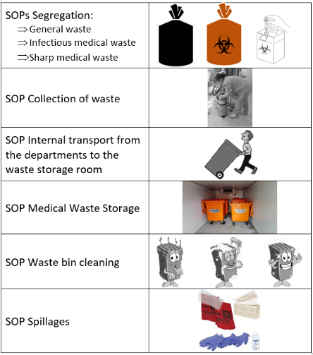 SOPs Segregation:
⇒General waste
⇒Infectious medical waste
⇒Sharp medical waste
SOP Collection of waste
SOP Internal transport from
the departments to the
waste storage room
SOP Medical Waste Storage
SOP Waste bin cleaning
SOP Spillages